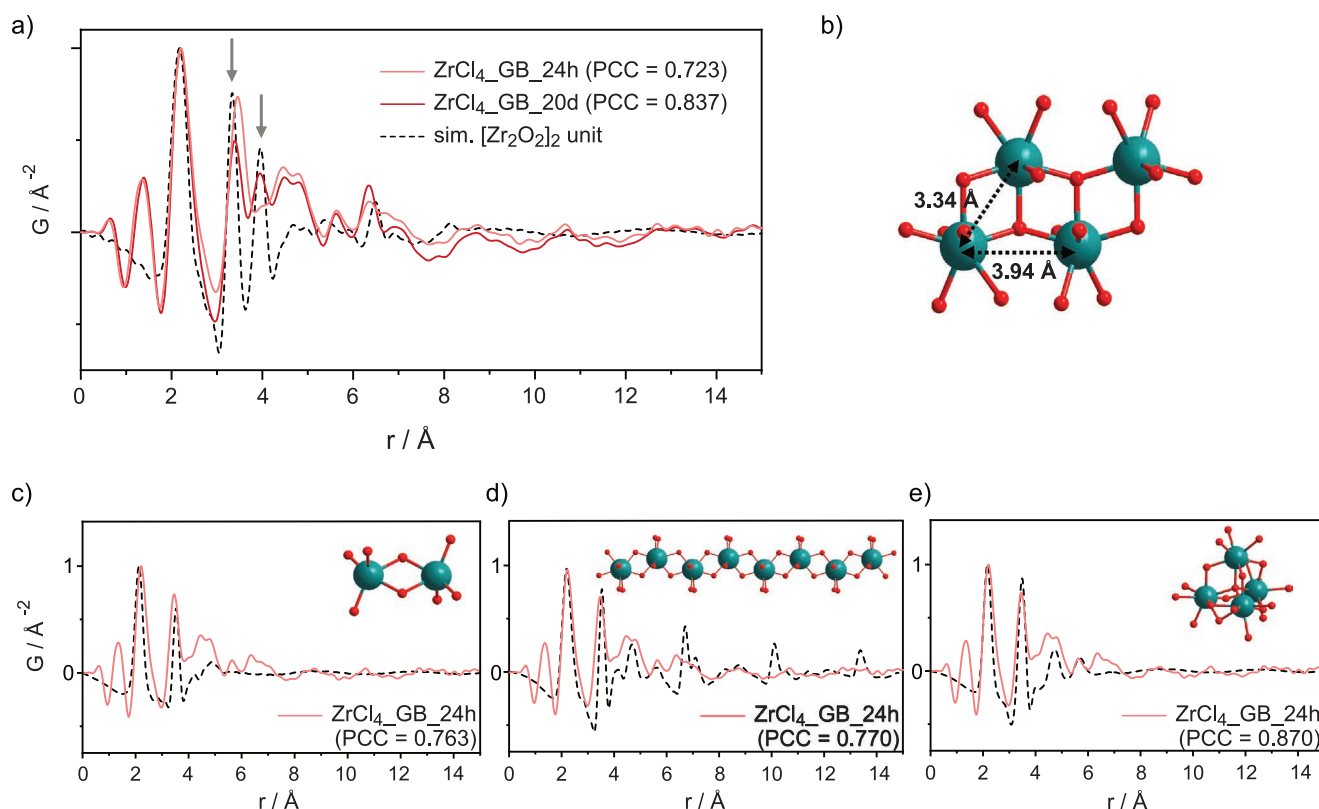 a)
G / Å⁻²
ZrCl₄_GB_24h (PCC = 0.723)
ZrCl₄_GB_20d (PCC = 0.837)
sim. [Zr₂O₂]₂ unit
0 2 4 6 8 10 12 14
r / Å
b)
3.34 Å
3.94 Å
c)
G / Å⁻²
1
0
ZrCl₄_GB_24h
(PCC = 0.763)
0 2 4 6 8 10 12 14
r / Å
d)
1
0
ZrCl₄_GB_24h
(PCC = 0.770)
0 2 4 6 8 10 12 14
r / Å
e)
1
0
ZrCl₄_GB_24h
(PCC = 0.870)
0 2 4 6 8 10 12 14
r / Å